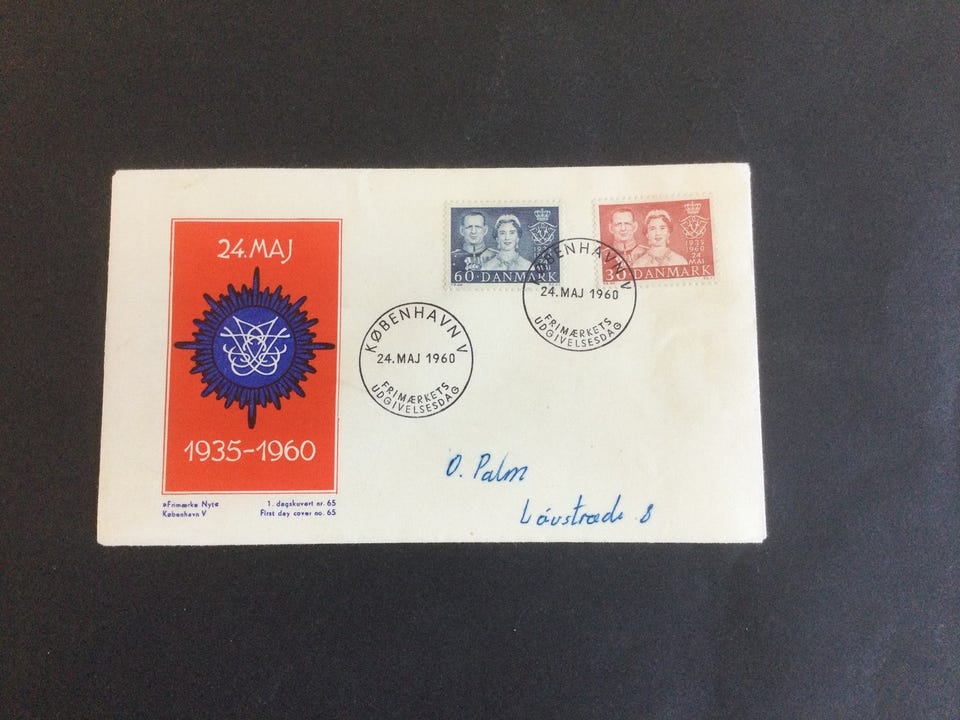 24. MAJ
1935-1960
»Frimærke Nyt«
København V
1. dagskuvert nr. 65
First day cover no. 65
60 · DANMARK
1935
1960
24
MAJ
30 DANMARK
KØBENHAVN V
24. MAJ 1960
FRIMÆRKETS
UDGIVELSESDAG
KØBENHAVN V
24. MAJ 1960
FRIMÆRKETS
UDGIVELSESDAG
O. Palm
Låvstræde 8